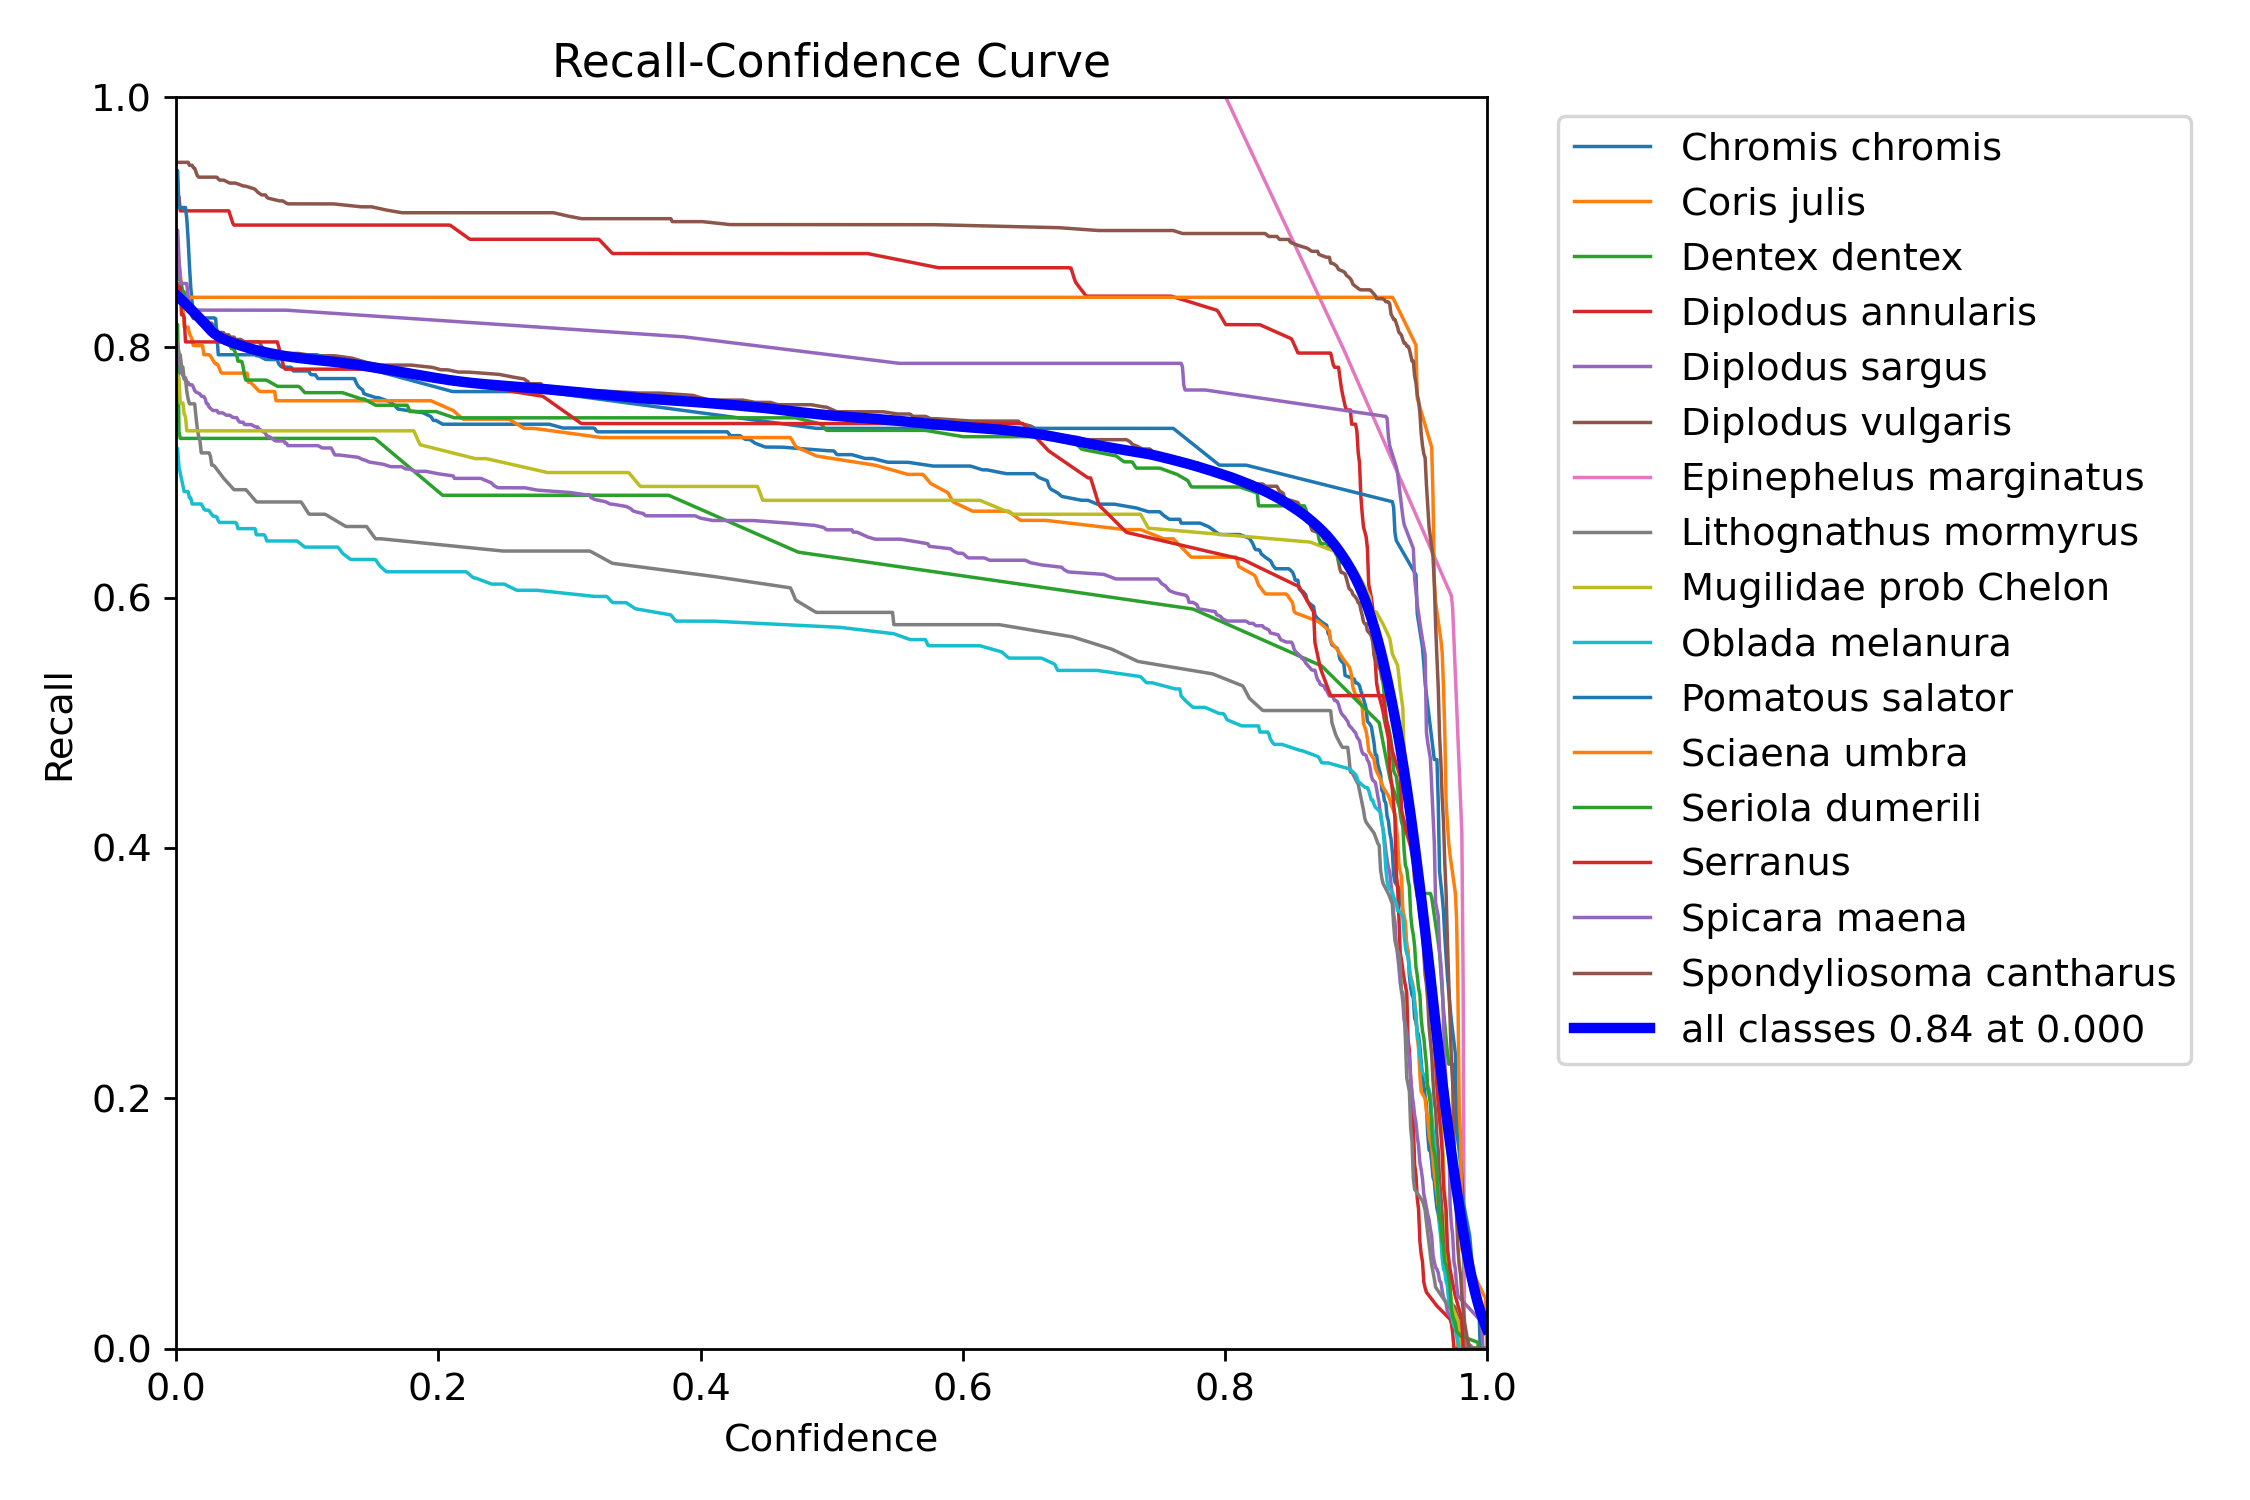 Recall-Confidence Curve
1.0
0.8
0.6
0.4
0.2
0.0
Recall
0.0 0.2 0.4 0.6 0.8 1.0
Confidence
Chromis chromis
Coris julis
Dentex dentex
Diplodus annularis
Diplodus sargus
Diplodus vulgaris
Epinephelus marginatus
Lithognathus mormyrus
Mugilidae prob Chelon
Oblada melanura
Pomatous salator
Sciaena umbra
Seriola dumerili
Serranus
Spicara maena
Spondyliosoma cantharus
all classes 0.84 at 0.000